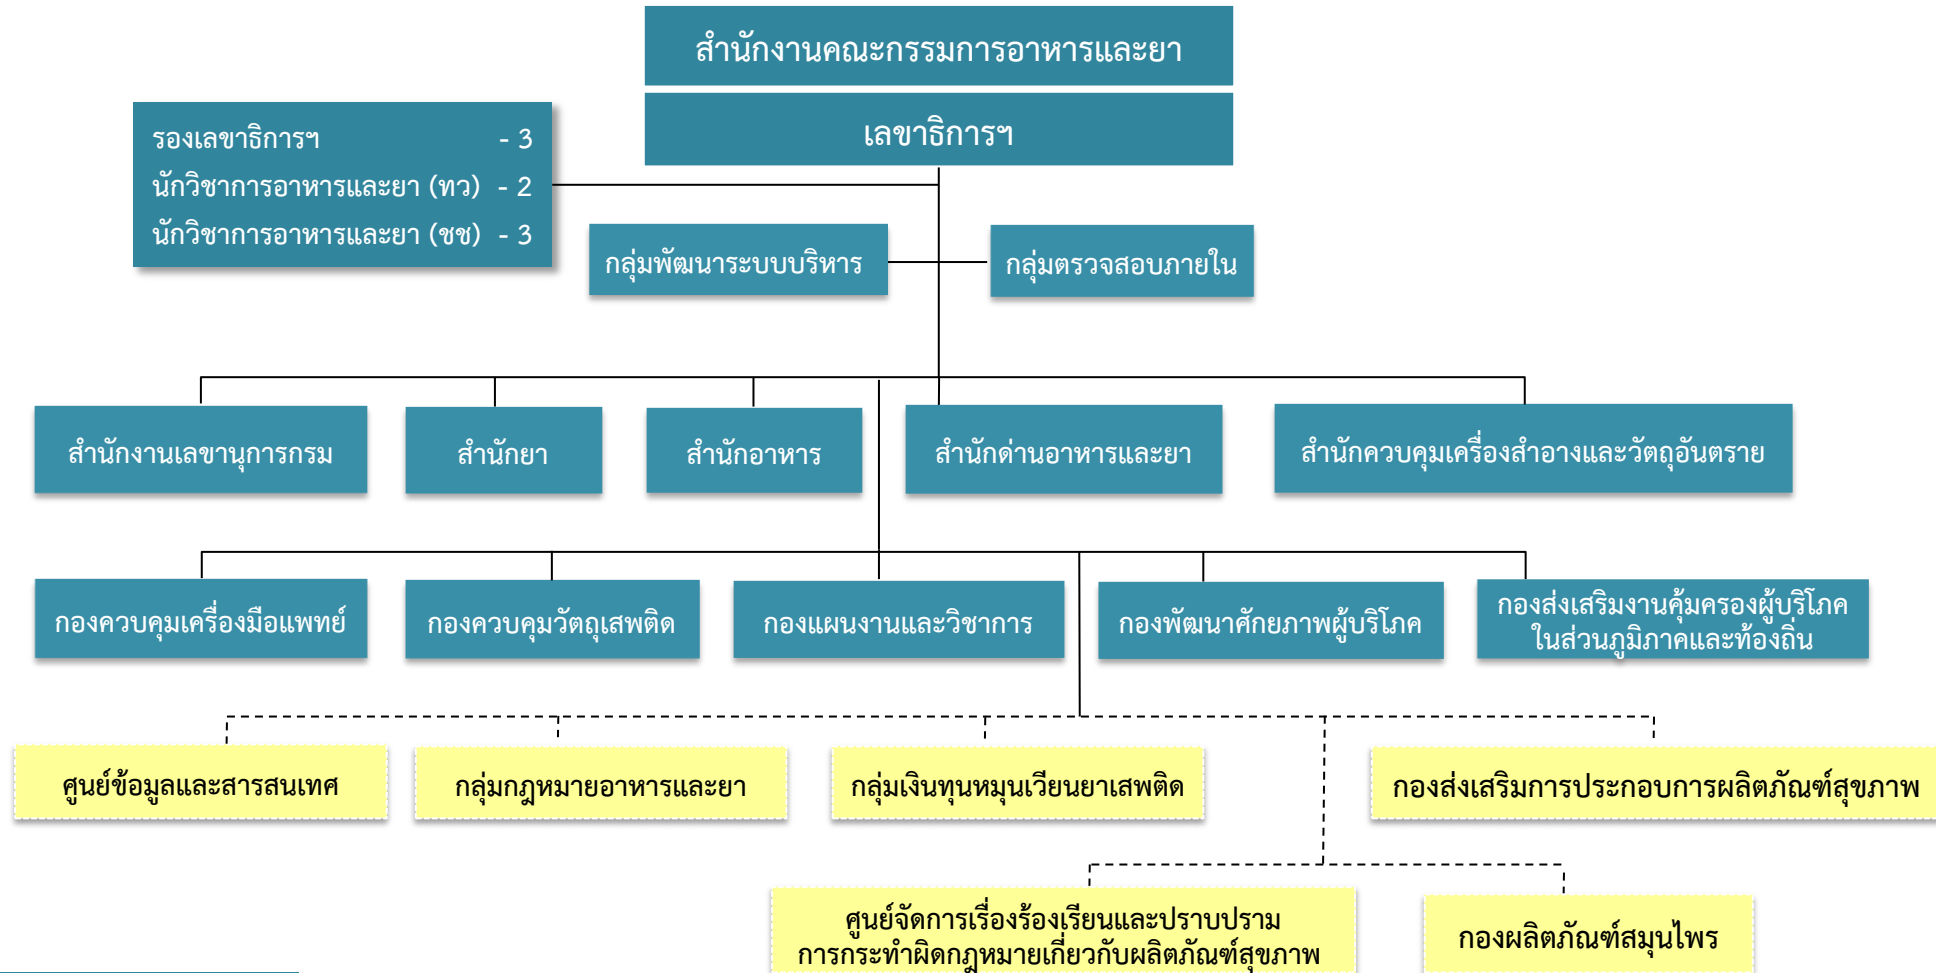 สำนักงานคณะกรรมการอาหารและยา
เลขาธิการฯ
รองเลขาธิการฯ - 3
นักวิชาการอาหารและยา (ทว) - 2
นักวิชาการอาหารและยา (ชช) - 3
กลุ่มพัฒนาระบบบริหาร
กลุ่มตรวจสอบภายใน
สำนักงานเลขานุการกรม
สำนักยา
สำนักอาหาร
สำนักด่านอาหารและยา
สำนักควบคุมเครื่องสำอางและวัตถุอันตราย
กองควบคุมเครื่องมือแพทย์
กองควบคุมวัตถุเสพติด
กองแผนงานและวิชาการ
กองพัฒนาศักยภาพผู้บริโภค
กองส่งเสริมงานคุ้มครองผู้บริโภค
ในส่วนภูมิภาคและท้องถิ่น
ศูนย์ข้อมูลและสารสนเทศ
กลุ่มกฎหมายอาหารและยา
กลุ่มเงินทุนหมุนเวียนยาเสพติด
กองส่งเสริมการประกอบการผลิตภัณฑ์สุขภาพ
ศูนย์จัดการเรื่องร้องเรียนและปราบปราม
การกระทำผิดกฎหมายเกี่ยวกับผลิตภัณฑ์สุขภาพ
กองผลิตภัณฑ์สมุนไพร